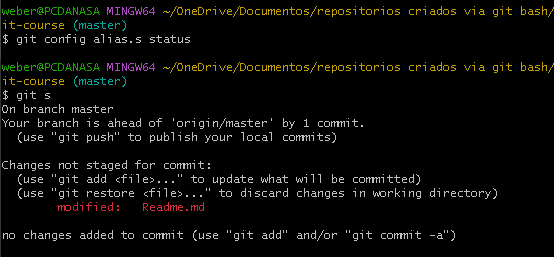 weber@PCDANASA MINGW64 ~/OneDrive/Documentos/repositorios criados via git bash/
it-course (master)
$ git config alias.s status
weber@PCDANASA MINGW64 ~/OneDrive/Documentos/repositorios criados via git bash/
it-course (master)
$ git s
On branch master
Your branch is ahead of 'origin/master' by 1 commit.
(use "git push" to publish your local commits)
Changes not staged for commit:
(use "git add <file>..." to update what will be committed)
(use "git restore <file>..." to discard changes in working directory)
modified: Readme.md
no changes added to commit (use "git add" and/or "git commit -a")